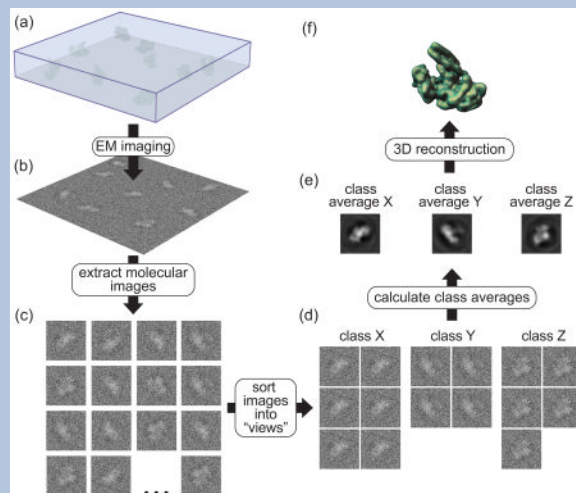 (a)
EM imaging
(b)
extract molecular
images
(c)
• • •
sort
images
into
“views”
(f)
3D reconstruction
(e)
class
average X
class
average Y
class
average Z
calculate class averages
(d)
class X
class Y
class Z